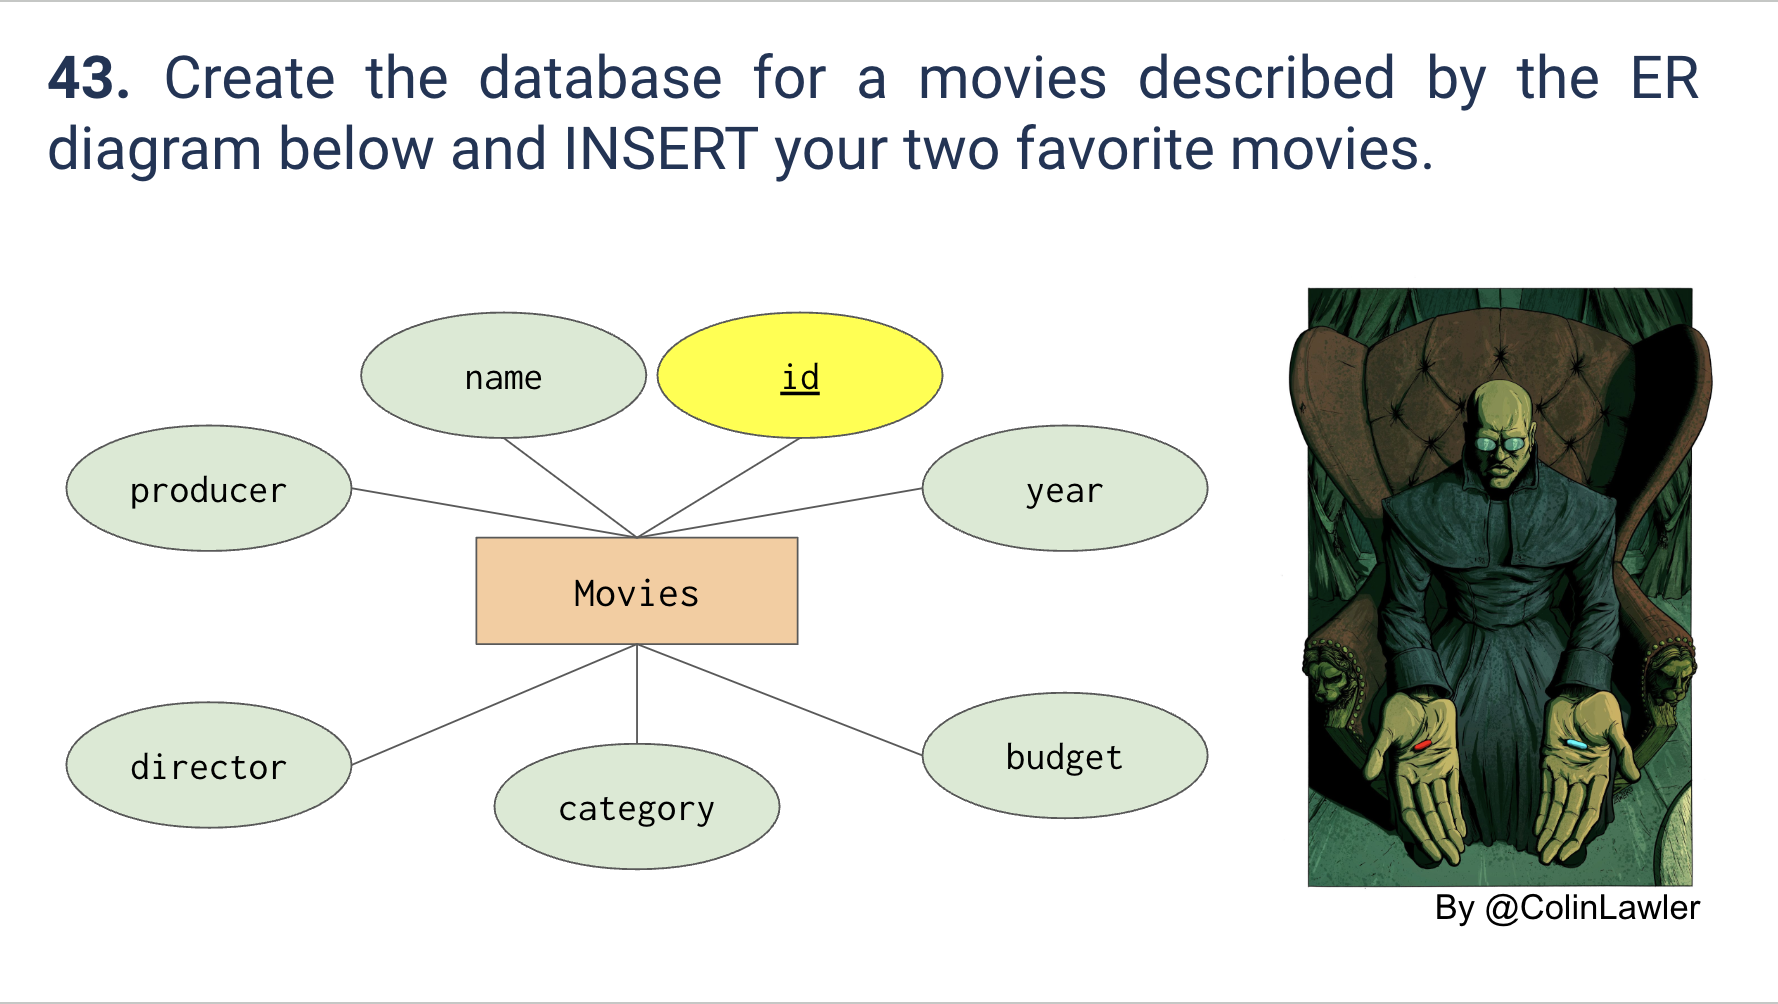 43. Create the database for a movies described by the ER
diagram below and INSERT your two favorite movies.
name
id
producer
year
Movies
director
category
budget
By @ColinLawler